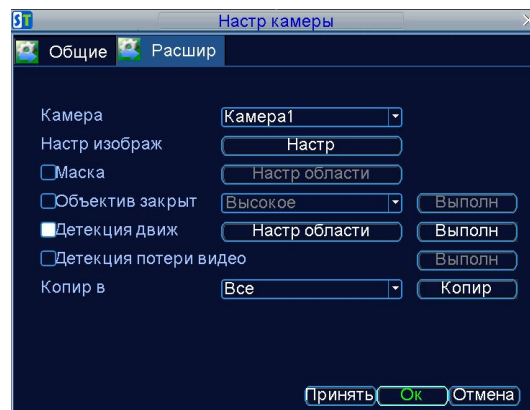 ST Настр камеры X
Общие Расшир
Камера Камера1
Настр изображ Настр
Маска Настр области
Объектив закрыт Высокое Выполн
Детекция движ Настр области Выполн
Детекция потери видео Выполн
Копир в Все Копир
Принять Ок Отмена